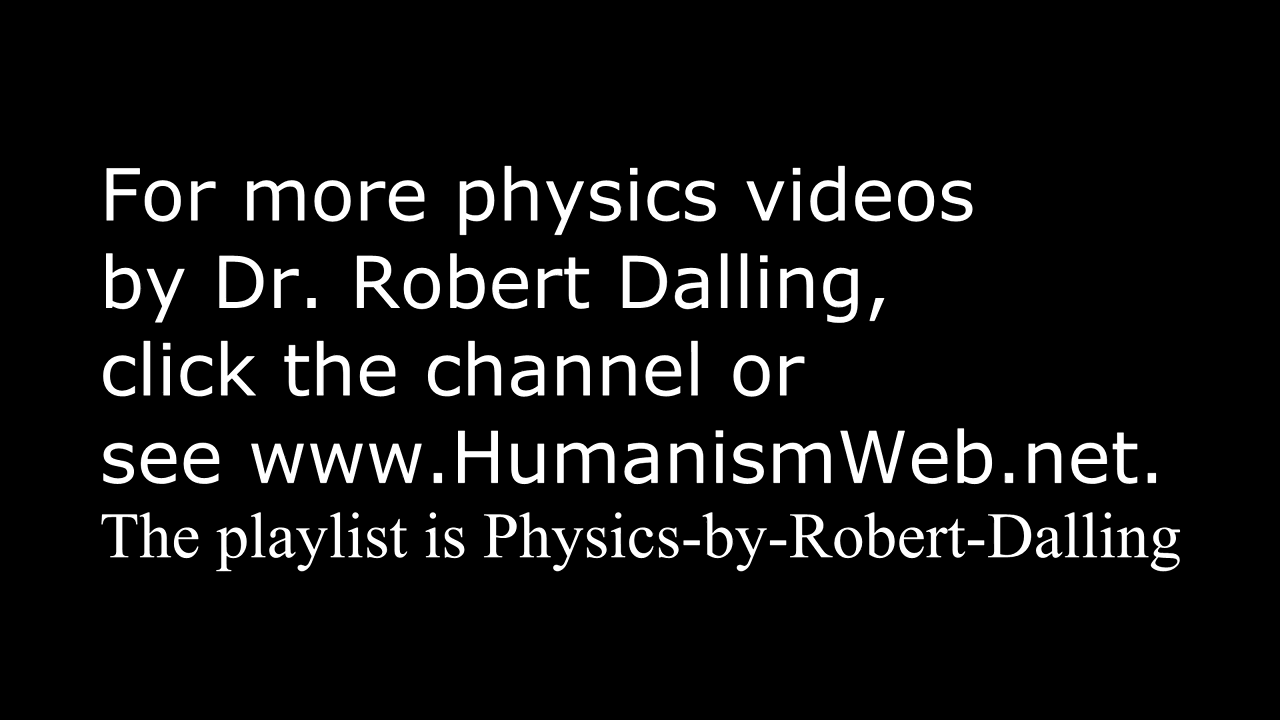 For more physics videos
by Dr. Robert Dalling,
click the channel or
see www.HumanismWeb.net.
The playlist is Physics-by-Robert-Dalling